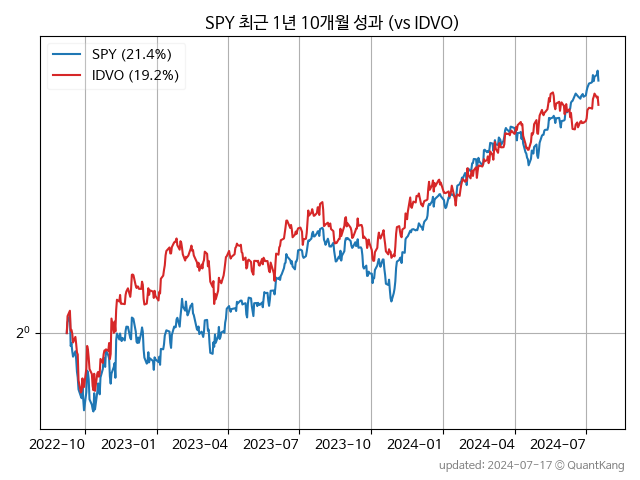 SPY 최근 1년 10개월 성과 (vs IDVO)
SPY (21.4%)
IDVO (19.2%)
2⁰
2022-10 2023-01 2023-04 2023-07 2023-10 2024-01 2024-04 2024-07
updated: 2024-07-17 © QuantKang